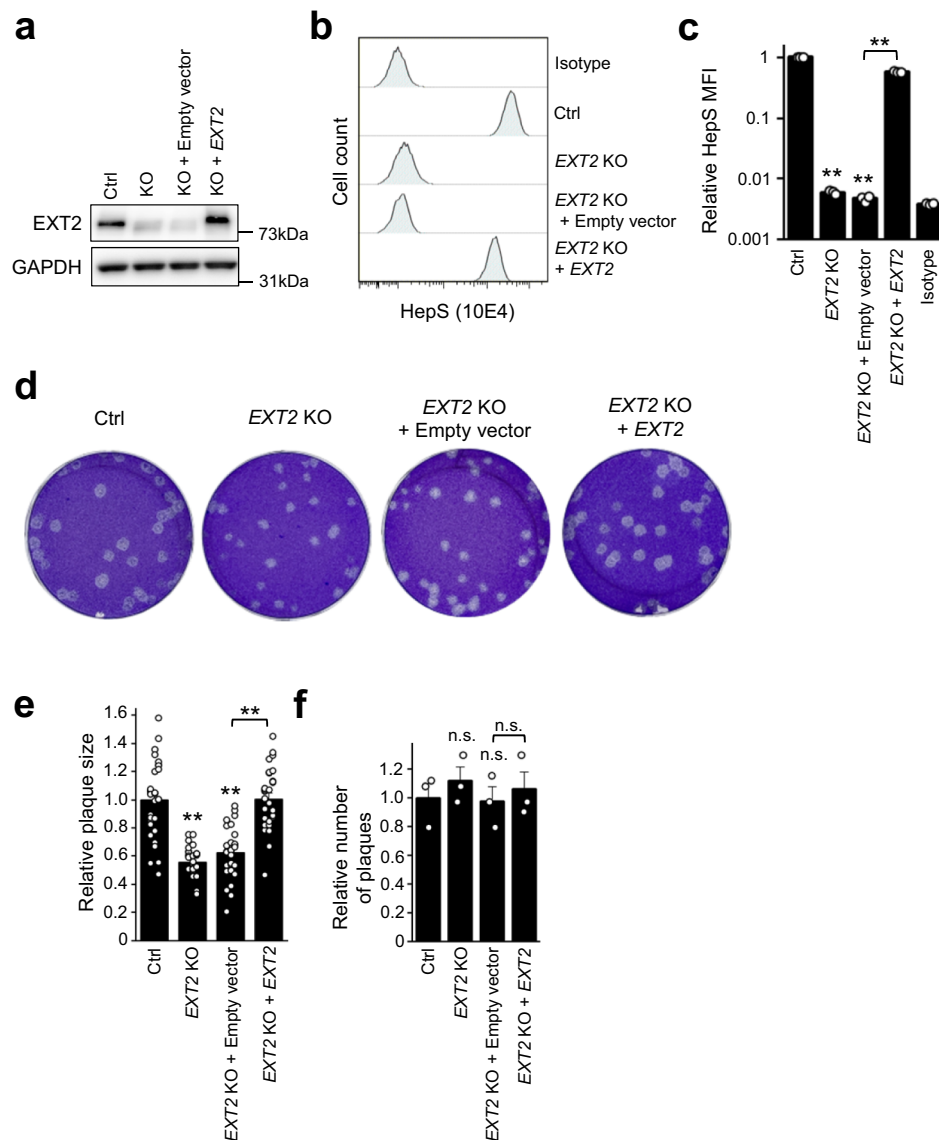 a
Ctrl
KO
KO + Empty vector
KO + EXT2
EXT2
73kDa
GAPDH
31kDa
b
Cell count
Isotype
Ctrl
EXT2 KO
EXT2 KO
+ Empty vector
EXT2 KO
+ EXT2
HepS (10E4)
c
Relative HepS MFI
1
0.1
0.01
0.001
**
**
**
Ctrl
EXT2 KO
EXT2 KO + Empty vector
EXT2 KO + EXT2
Isotype
d
Ctrl
EXT2 KO
EXT2 KO
+ Empty vector
EXT2 KO
+ EXT2
e
Relative plaque size
1.6
1.4
1.2
1.0
0.8
0.6
0.4
0.2
0
**
**
**
Ctrl
EXT2 KO
EXT2 KO + Empty vector
EXT2 KO + EXT2
f
Relative number
of plaques
1.2
1.0
0.8
0.6
0.4
0.2
0
n.s.
n.s.
n.s.
Ctrl
EXT2 KO
EXT2 KO + Empty vector
EXT2 KO + EXT2